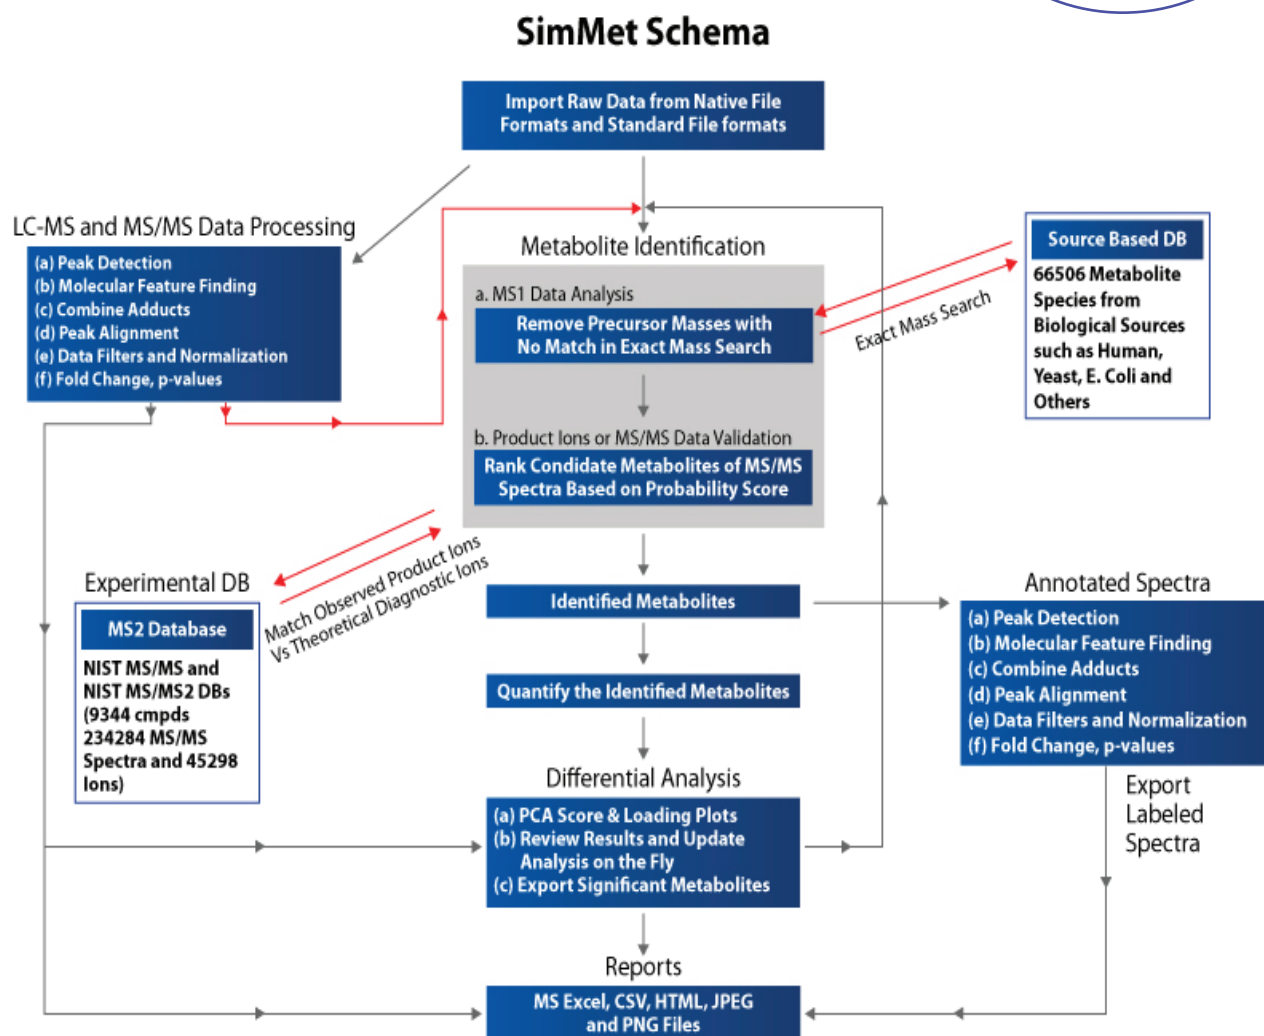 SimMet Schema
Import Raw Data from Native File
Formats and Standard File formats
LC-MS and MS/MS Data Processing
(a) Peak Detection
(b) Molecular Feature Finding
(c) Combine Adducts
(d) Peak Alignment
(e) Data Filters and Normalization
(f) Fold Change, p-values
Metabolite Identification
a. MS1 Data Analysis
Remove Precursor Masses with
No Match in Exact Mass Search
b. Product Ions or MS/MS Data Validation
Rank Candidate Metabolites of MS/MS
Spectra Based on Probability Score
Exact Mass Search
Source Based DB
66506 Metabolite
Species from
Biological Sources
such as Human,
Yeast, E. Coli and
Others
Match Observed Product Ions
Vs Theoretical Diagnostic Ions
Experimental DB
MS2 Database
NIST MS/MS and
NIST MS/MS2 DBs
(9344 cmpds
234284 MS/MS
Spectra and 45298
Ions)
Identified Metabolites
Quantify the Identified Metabolites
Differential Analysis
(a) PCA Score & Loading Plots
(b) Review Results and Update
Analysis on the Fly
(c) Export Significant Metabolites
Annotated Spectra
(a) Peak Detection
(b) Molecular Feature Finding
(c) Combine Adducts
(d) Peak Alignment
(e) Data Filters and Normalization
(f) Fold Change, p-values
Export
Labeled
Spectra
Reports
MS Excel, CSV, HTML, JPEG
and PNG Files